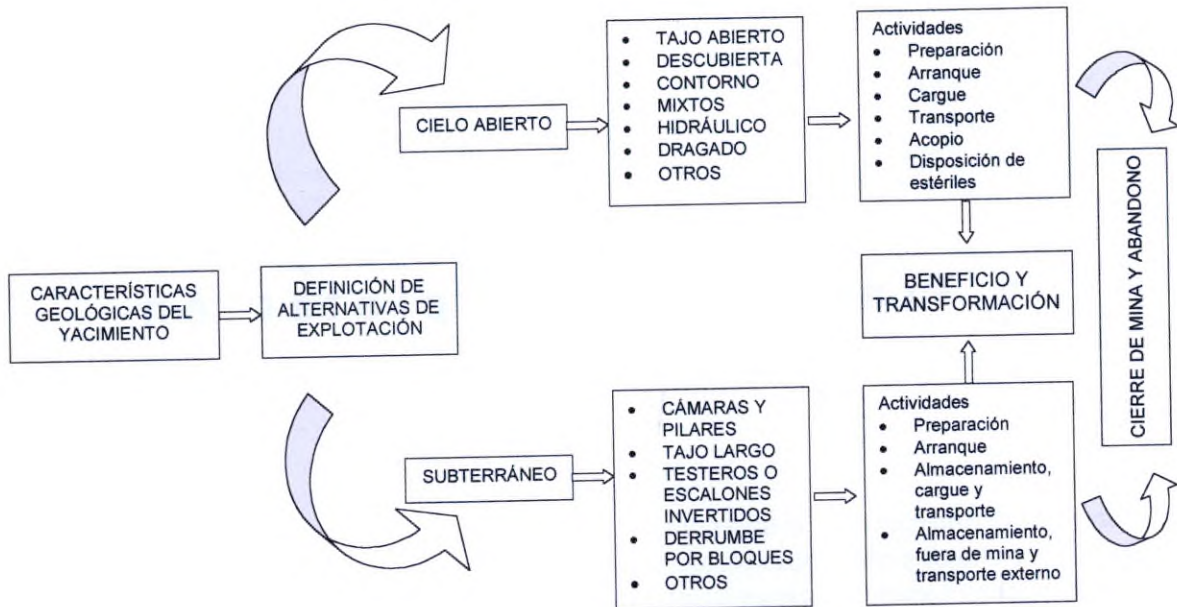 CARACTERÍSTÍCAS
GEOLÓGICAS DEL
YACIMIENTO
DEFINICIÓN DE
ALTERNATIVAS DE
EXPLOTACIÓN
CIELO ABIERTO
• TAJO ABIERTO
• DESCUBIERTA
• CONTORNO
• MIXTOS
• HIDRÁULICO
• DRAGADO
• OTROS
Actividades
• Preparación
• Arranque
• Cargue
• Transporte
• Acopio
• Disposición de
estériles
SUBTERRÁNEO
• CÁMARAS Y
PILARES
• TAJO LARGO
• TESTEROS O
ESCALONES
INVERTIDOS
• DERRUMBE
POR BLOQUES
• OTROS
Actividades
• Preparación
• Arranque
• Almacenamiento,
cargue y
transporte
• Almacenamiento,
fuera de mina y
transporte externo
BENEFICIO Y
TRANSFORMACIÓN
CIERRE DE MINA Y ABANDONO